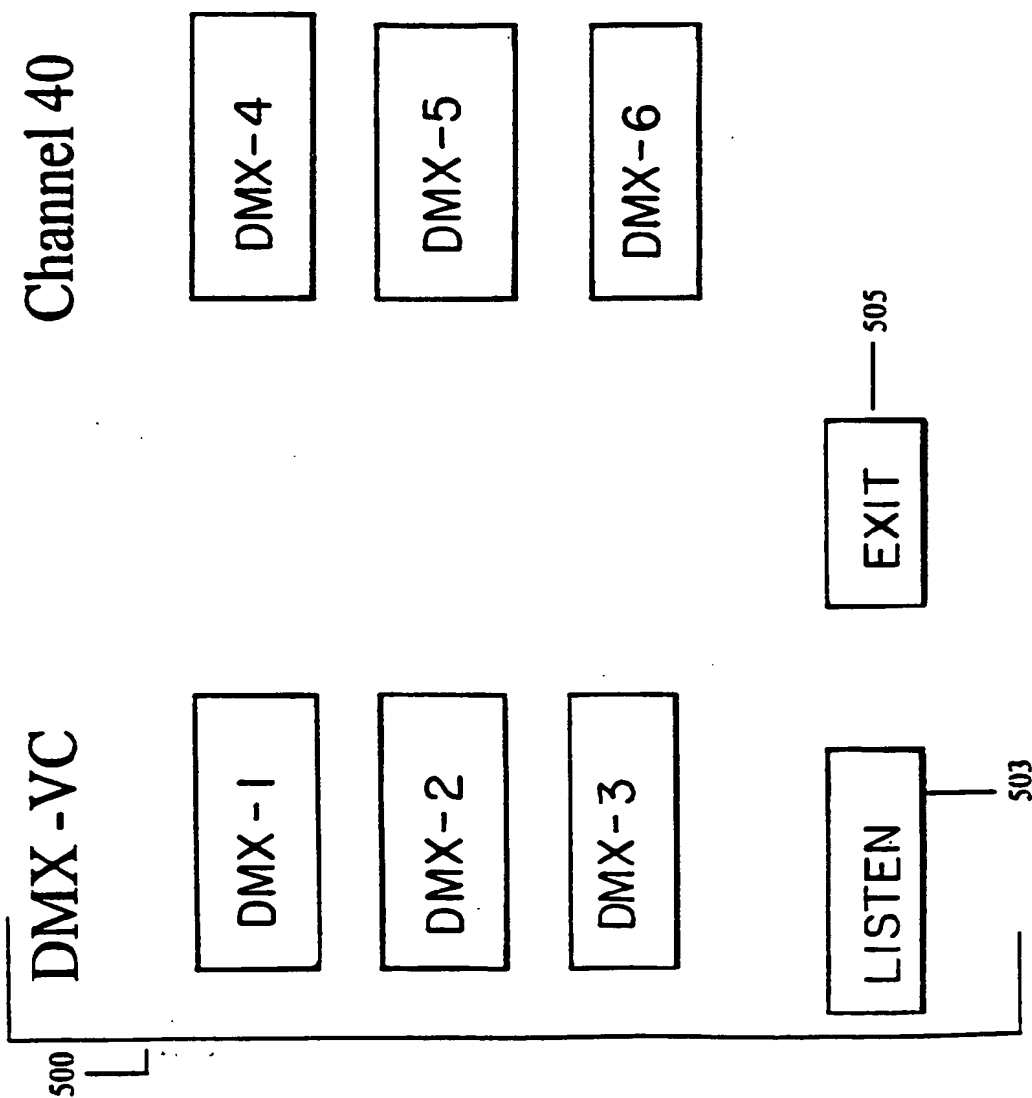 500
DMX-VC Channel 40
DMX-1 DMX-4
DMX-2 DMX-5
DMX-3 DMX-6
LISTEN EXIT
503 505